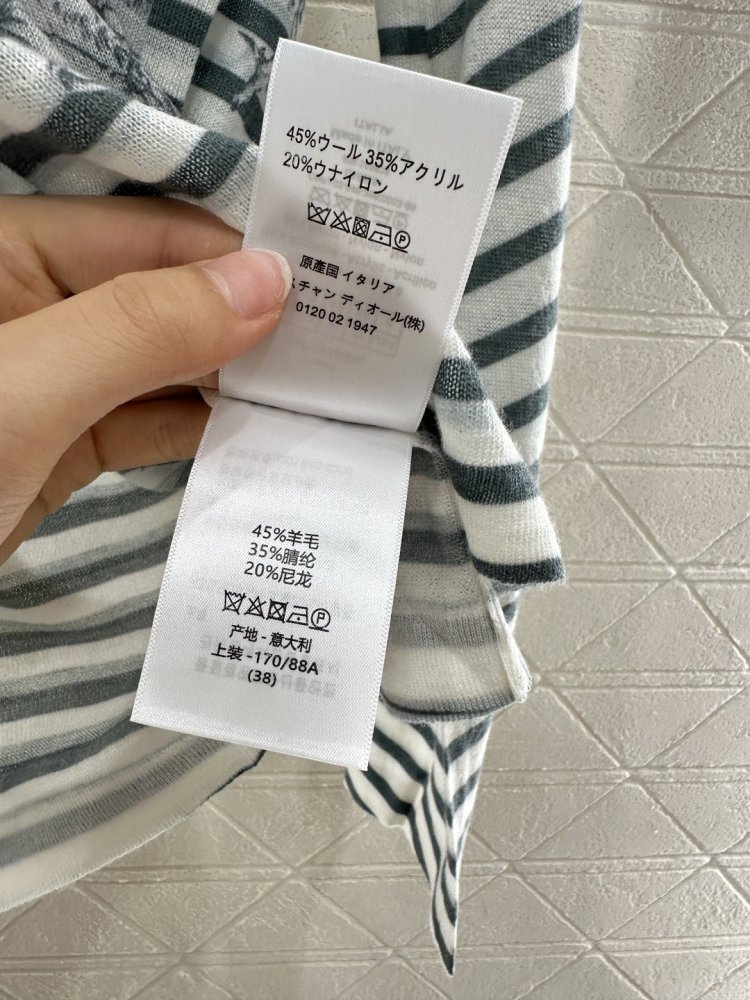 45%ウール 35%アクリル
20%ウナイロン
原產国 イタリア
スチャン ディオール(株)
0120 02 1947
45%羊毛
35%腈纶
20%尼龙
产地 - 意大利
上装 -170/88A
(38)